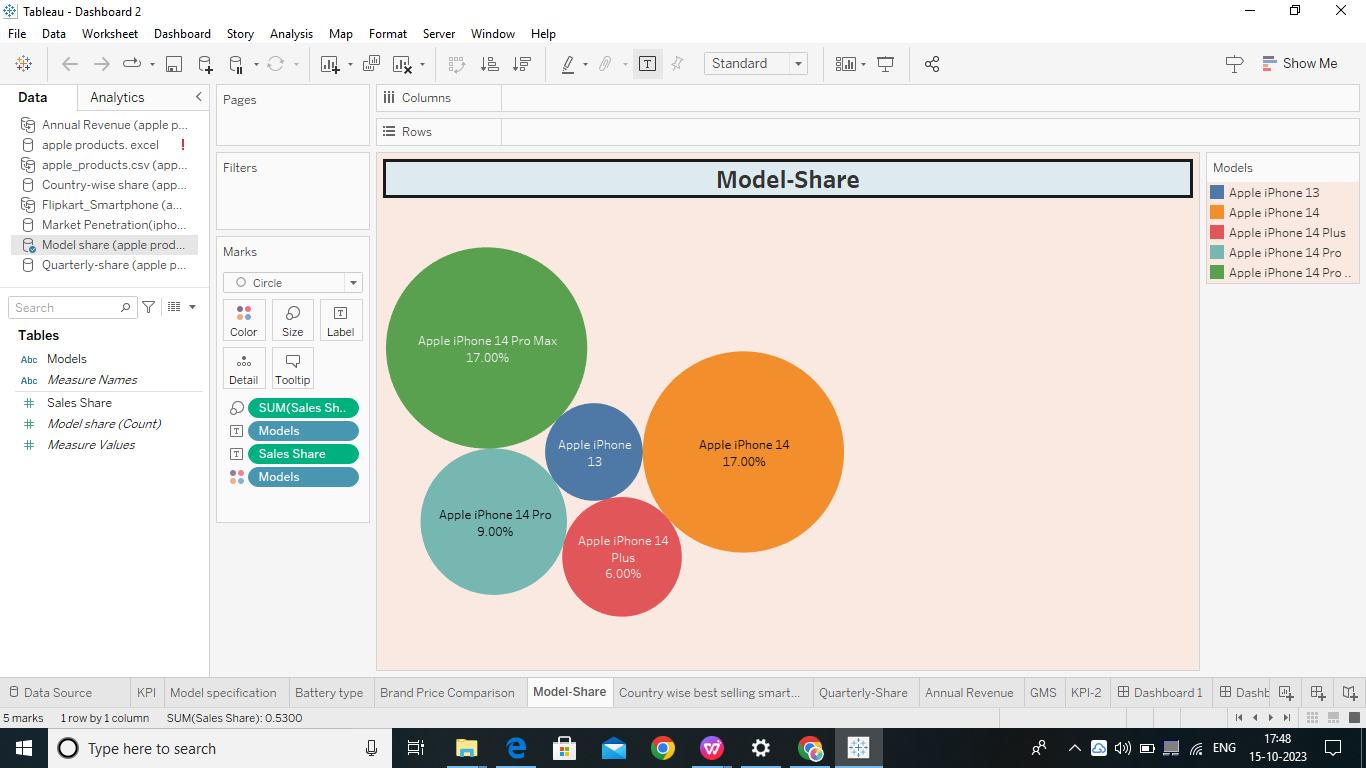 Tableau - Dashboard 2
File Data Worksheet Dashboard Story Analysis Map Format Server Window Help
Standard
Show Me
Data Analytics
Annual Revenue (apple p...
apple products. excel !
apple_products.csv (app...
Country-wise share (app...
Flipkart_Smartphone (a...
Market Penetration(ipho...
Model share (apple prod...
Quarterly-share (apple p...
Search
Tables
Abc Models
Abc Measure Names
Sales Share
Model share (Count)
Measure Values
Pages
Filters
Marks
Circle
Color Size Label
Detail Tooltip
SUM(Sales Sh..
Models
Sales Share
Models
Columns
Rows
Model-Share
Apple iPhone 14 Pro Max
17.00%
Apple iPhone
13
Apple iPhone 14
17.00%
Apple iPhone 14 Pro
9.00%
Apple iPhone 14
Plus
6.00%
Models
Apple iPhone 13
Apple iPhone 14
Apple iPhone 14 Plus
Apple iPhone 14 Pro
Apple iPhone 14 Pro ..
Data Source KPI Model specification Battery type Brand Price Comparison Model-Share Country wise best selling smart... Quarterly-Share Annual Revenue GMS KPI-2 Dashboard 1 Dashb
5 marks 1 row by 1 column SUM(Sales Share): 0.5300
Type here to search
ENG
17:48
15-10-2023